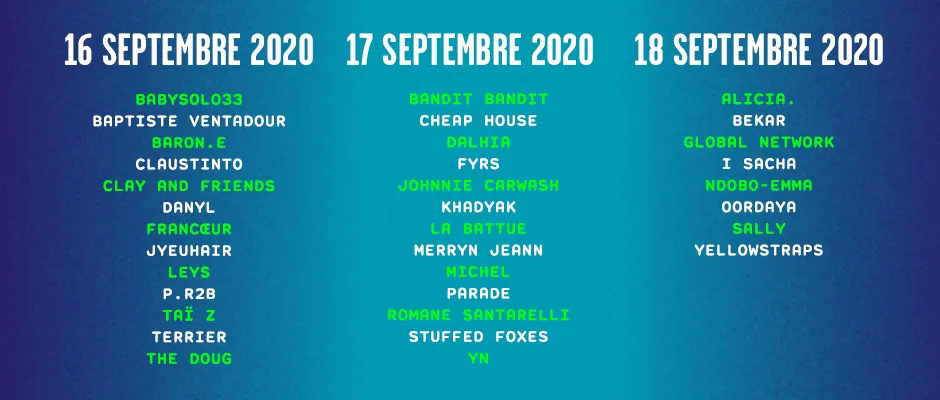 16 SEPTEMBRE 2020
BABYSOLO33
BAPTISTE VENTADOUR
BARON.E
CLAUSTINTO
CLAY AND FRIENDS
DANYL
FRANCŒUR
JYEUHAIR
LEYS
P.R2B
TAÏ Z
TERRIER
THE DOUG
17 SEPTEMBRE 2020
BANDIT BANDIT
CHEAP HOUSE
DALHIA
FYRS
JOHNNIE CARWASH
KHADYAK
LA BATTUE
MERRYN JEANN
MICHEL
PARADE
ROMANE SANTARELLI
STUFFED FOXES
YN
18 SEPTEMBRE 2020
ALICIA.
BEKAR
GLOBAL NETWORK
I SACHA
NDOBO-EMMA
OORDAYA
SALLY
YELLOWSTRAPS